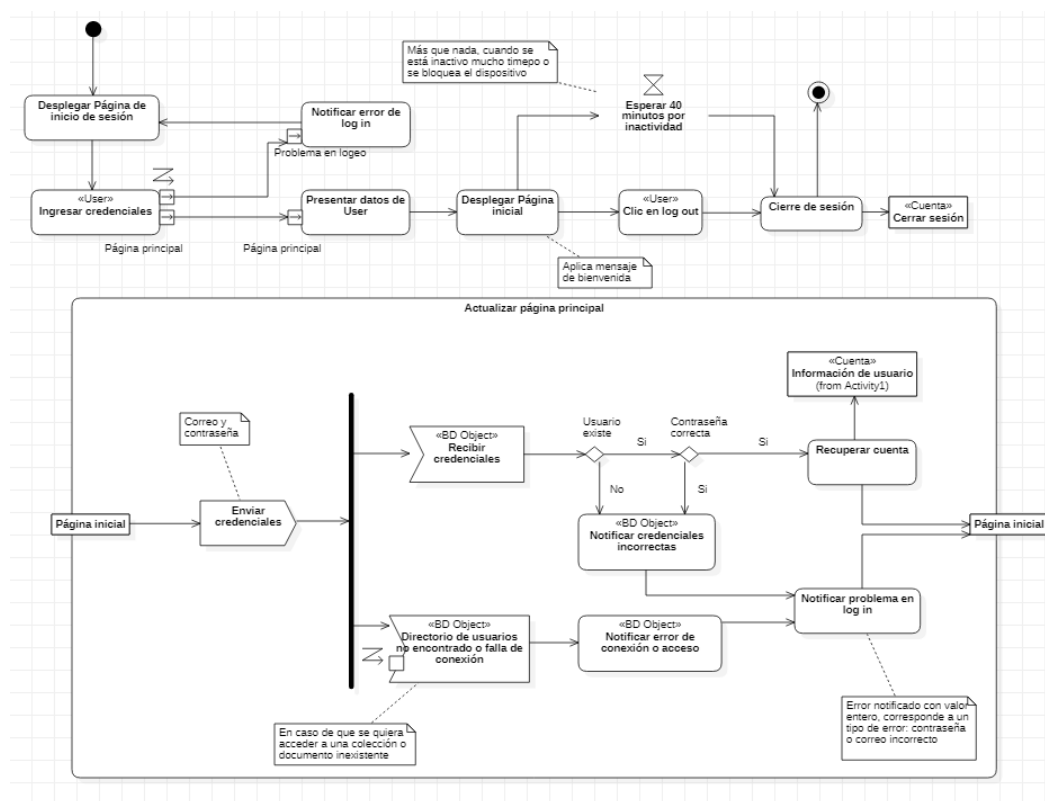 Más que nada, cuando se
está inactivo mucho timepo o
se bloquea el dispositivo
Desplegar Página de
inicio de sesión
Notificar error de
log in
Esperar 40
minutos por
inactividad
Problema en logeo
«User»
Ingresar credenciales
Presentar datos de
User
Desplegar Página
inicial
«User»
Clic en log out
Cierre de sesión
«Cuenta»
Cerrar sesión
Página principal
Página principal
Aplica mensaje
de bienvenida
Actualizar página principal
«Cuenta»
Información de usuario
(from Activity1)
Correo y
contraseña
«BD Object»
Recibir
credenciales
Usuario
existe
Si
Contraseña
correcta
Si
Recuperar cuenta
No
Si
Página inicial
Enviar
credenciales
«BD Object»
Notificar credenciales
incorrectas
Página inicial
Notificar problema en
log in
«BD Object»
Directorio de usuarios
no encontrado o falla de
conexión
«BD Object»
Notificar error de
conexión o acceso
En caso de que se quiera
acceder a una colección o
documento inexistente
Error notificado con valor
entero, corresponde a un
tipo de error: contraseña
o correo incorrecto